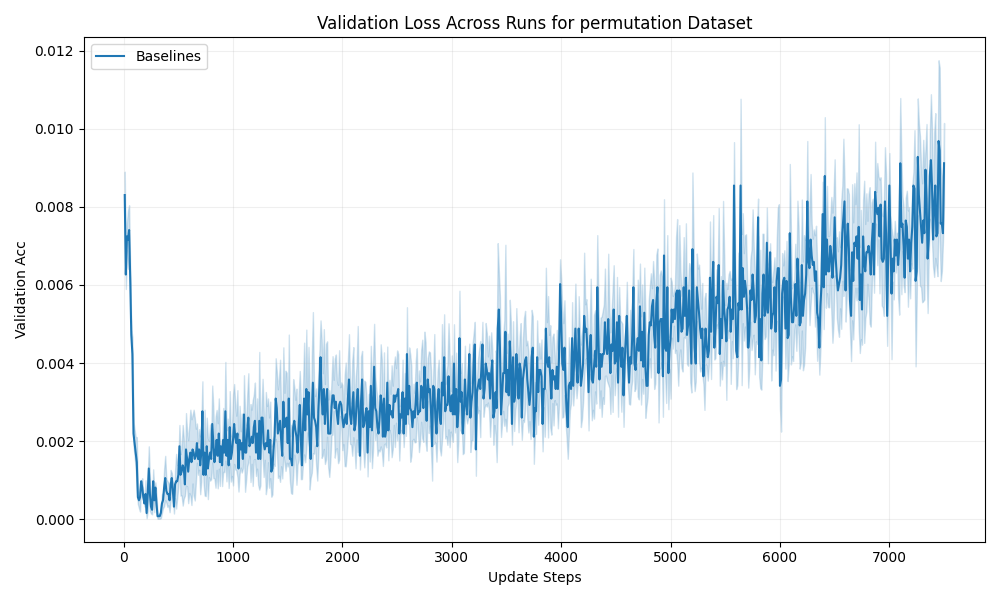 Validation Loss Across Runs for permutation Dataset
Baselines
Validation Acc
0.012
0.010
0.008
0.006
0.004
0.002
0.000
0 1000 2000 3000 4000 5000 6000 7000
Update Steps